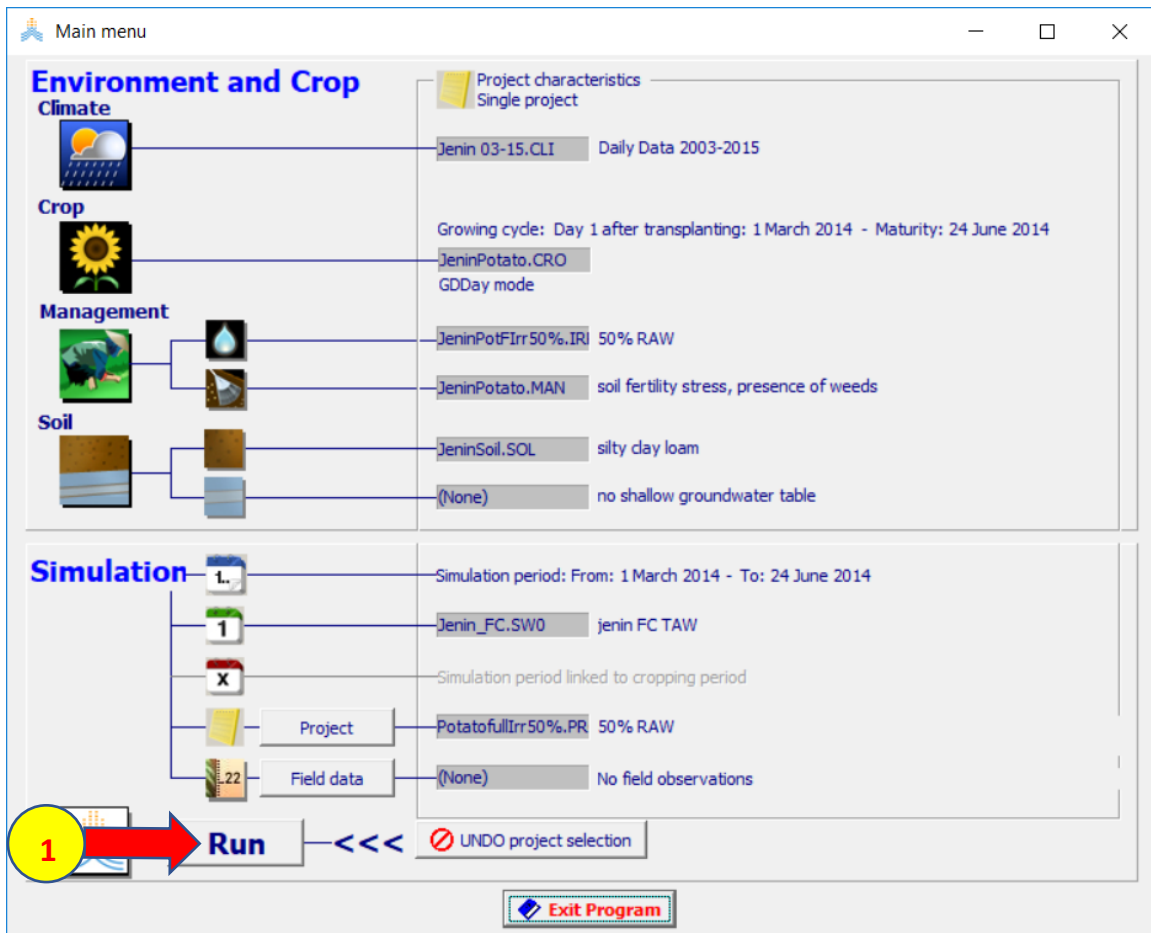 Main menu
Environment and Crop
Project characteristics
Single project
Climate
Jenin 03-15.CLI Daily Data 2003-2015
Crop
Growing cycle: Day 1 after transplanting: 1 March 2014 - Maturity: 24 June 2014
JeninPotato.CRO
GDDay mode
Management
JeninPotFIrr50%.IRI 50% RAW
JeninPotato.MAN soil fertility stress, presence of weeds
Soil
JeninSoil.SOL silty clay loam
(None) no shallow groundwater table
Simulation
1.. Simulation period: From: 1 March 2014 - To: 24 June 2014
1 Jenin_FC.SW0 jenin FC TAW
X Simulation period linked to cropping period
Project PotatofullIrr50%.PR 50% RAW
..22 Field data (None) No field observations
1 Run <<< UNDO project selection
Exit Program